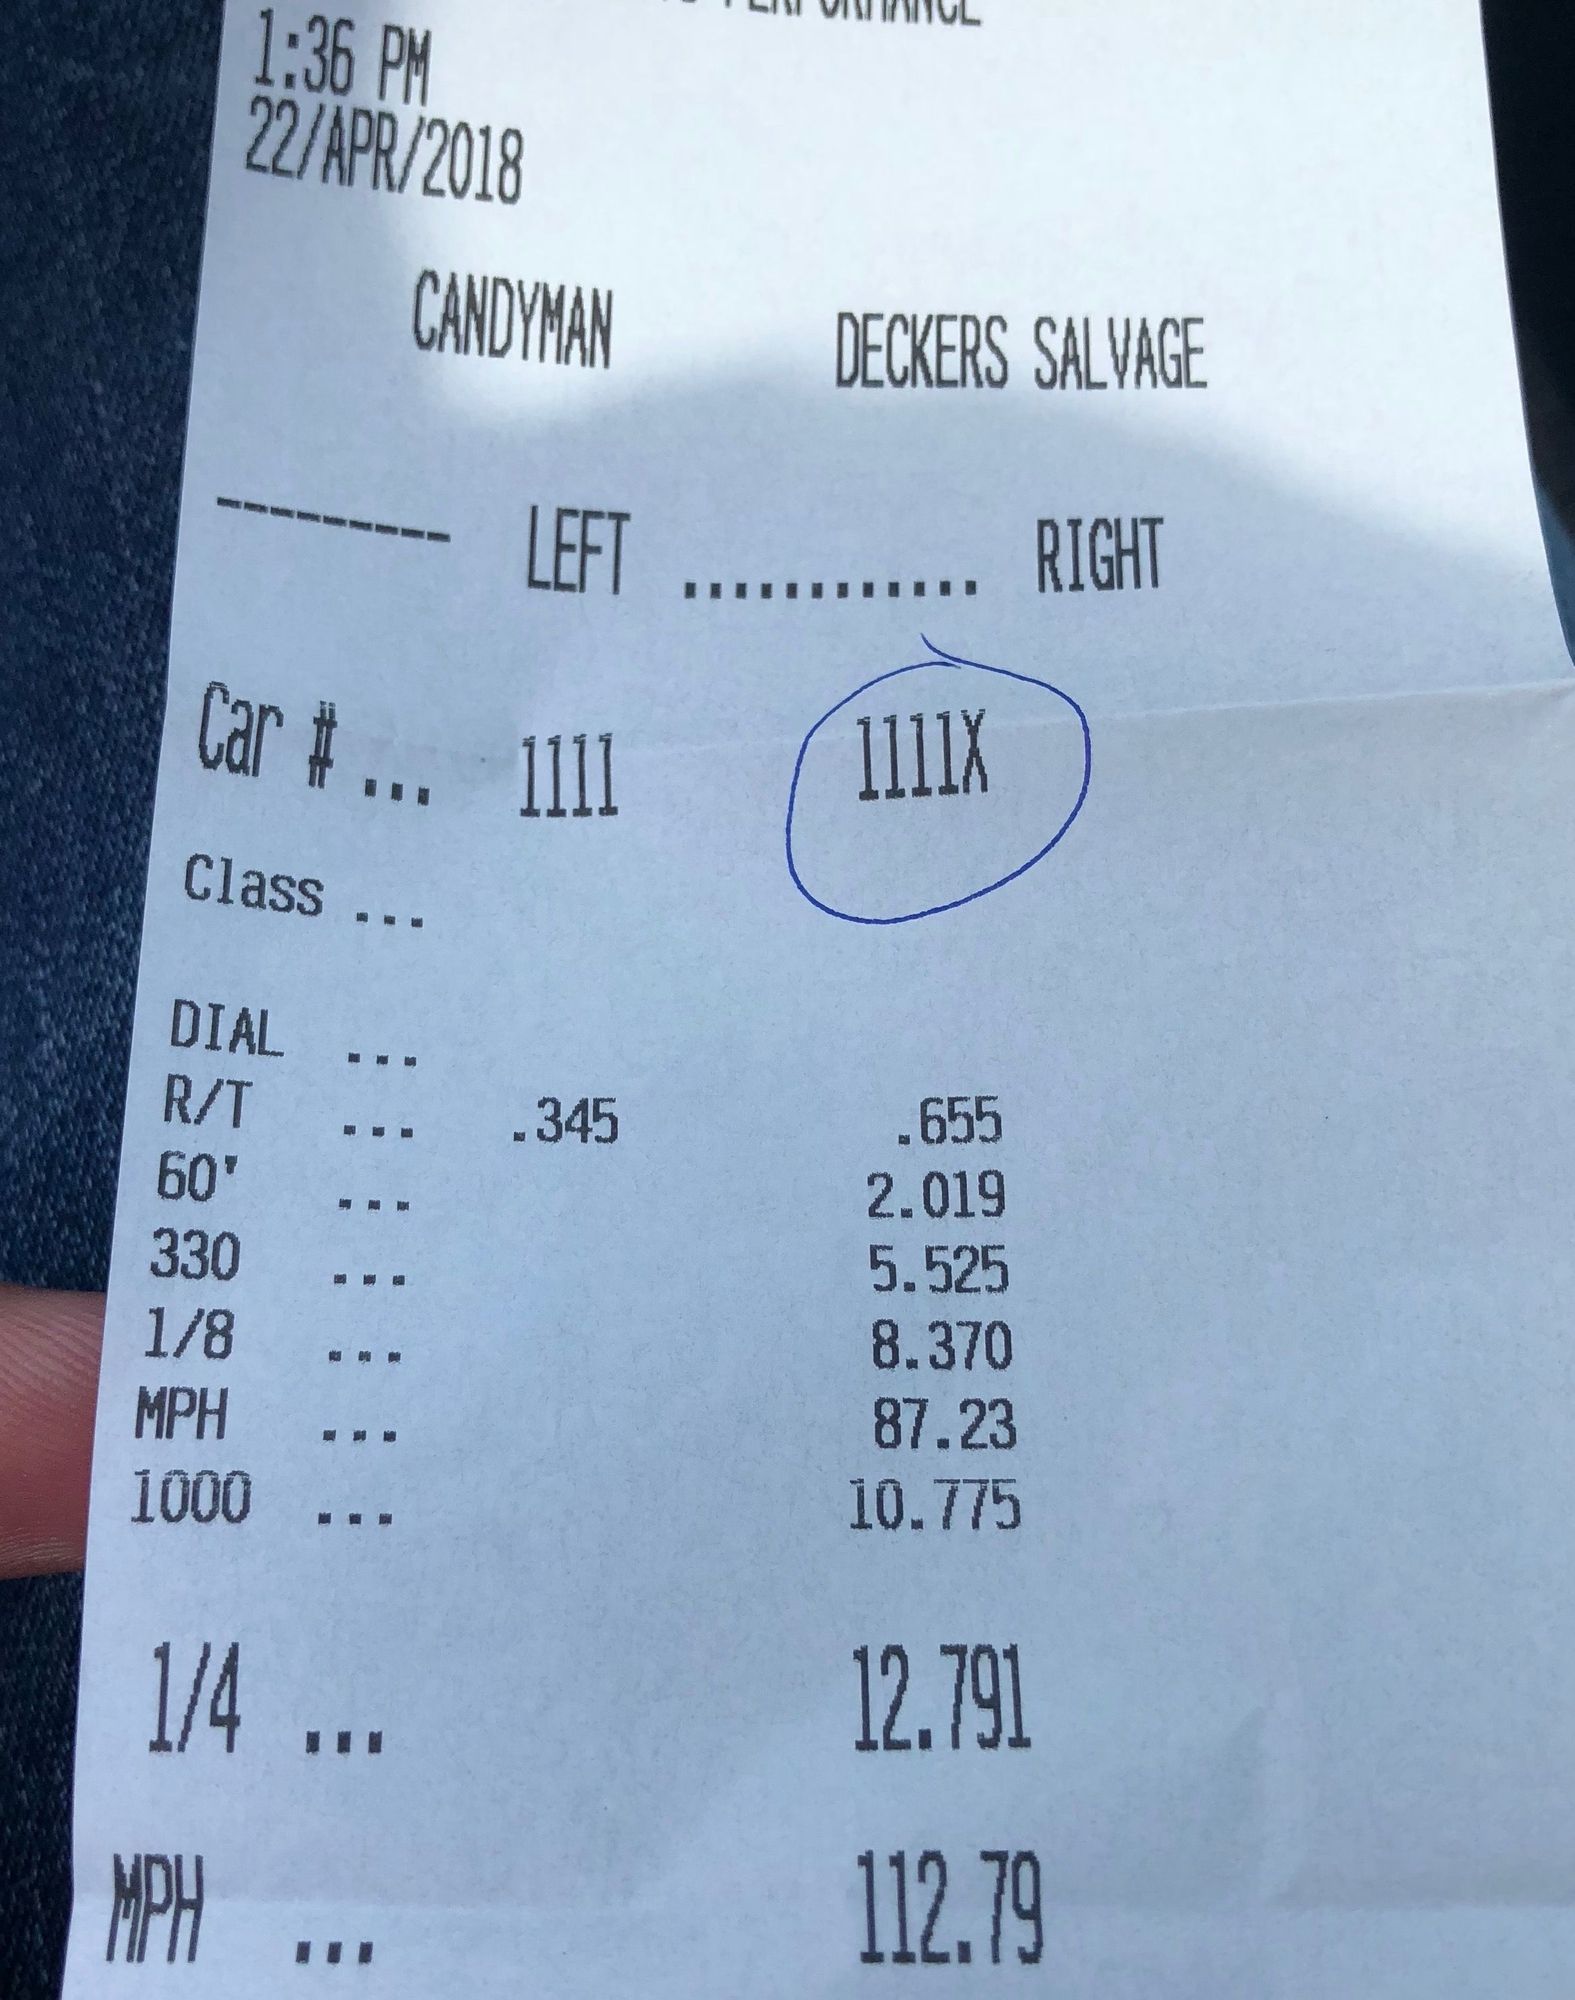 PERFORMANCE
1:36 PM
22/APR/2018
CANDYMAN DECKERS SALVAGE
--------- LEFT ............ RIGHT
Car # ... 1111 1111X
Class ...
DIAL ...
R/T ... .345 .655
60' ... 2.019
330 ... 5.525
1/8 ... 8.370
MPH ... 87.23
1000 ... 10.775
1/4 ... 12.791
MPH ... 112.79